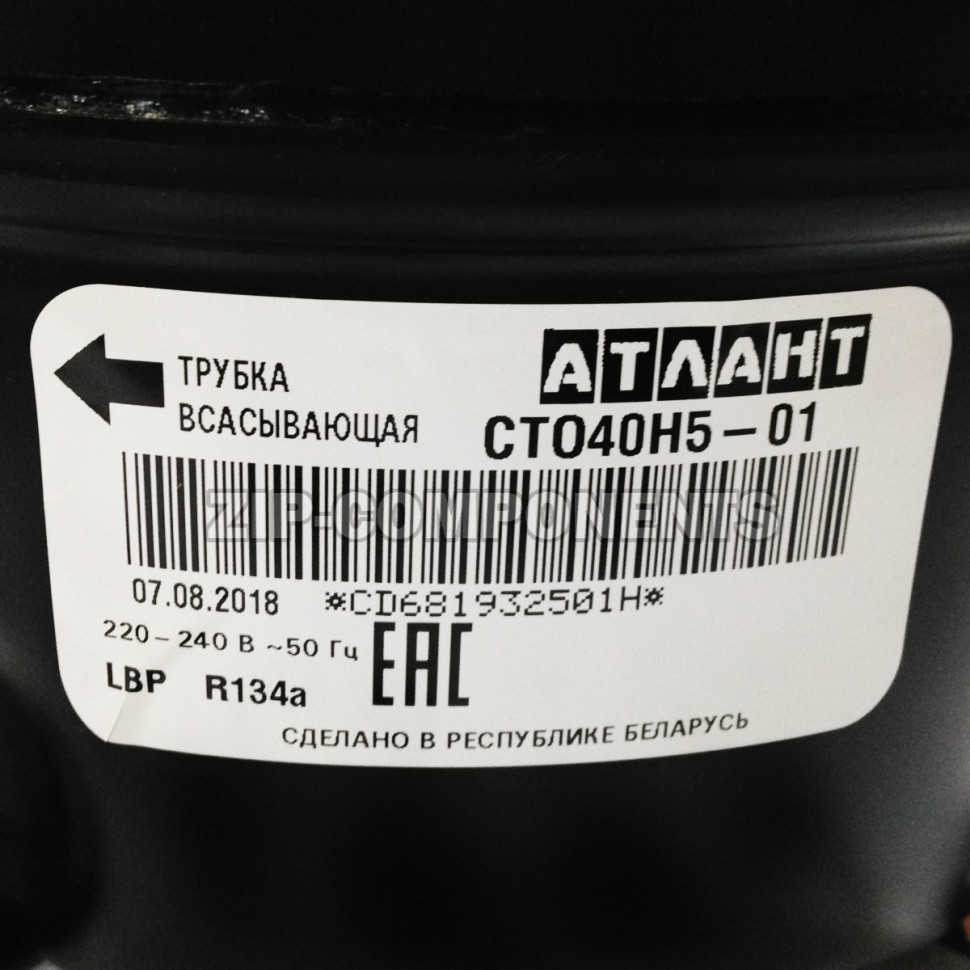 ТРУБКА
ВСАСЫВАЮЩАЯ
АТЛАНТ
СТО40Н5-01
ZIP-COMPONENTS
07.08.2018 *CD681932501H*
220-240 В ~50 Гц
EAC
LBP R134a
СДЕЛАНО В РЕСПУБЛИКЕ БЕЛАРУСЬ